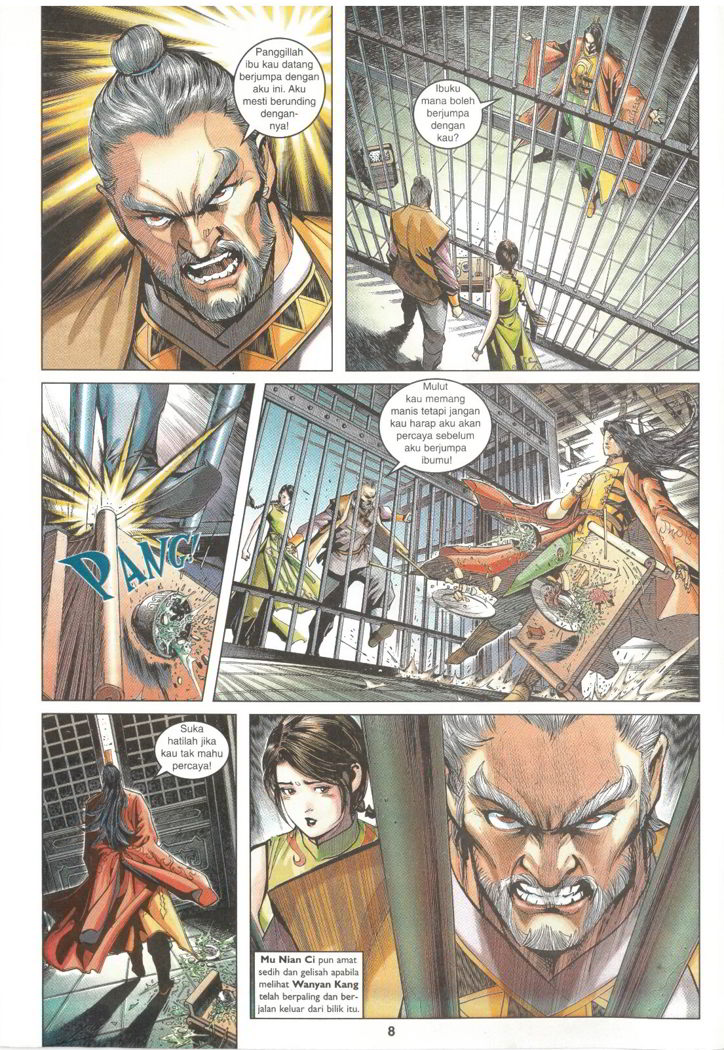 Panggillah
ibu kau datang
berjumpa dengan
aku ini. Aku
mesti berunding
dengan-
nya!
Ibuku
mana boleh
berjumpa
dengan
kau?
PANG!
Mulut
kau memang
manis tetapi jangan
kau harap aku akan
percaya sebelum
aku berjumpa
ibumu!
Suka
hatilah jika
kau tak mahu
percaya!
Mu Nian Ci pun amat
sedih dan gelisah apabila
melihat Wanyan Kang
telah berpaling dan ber-
jalan keluar dari bilik itu.
8